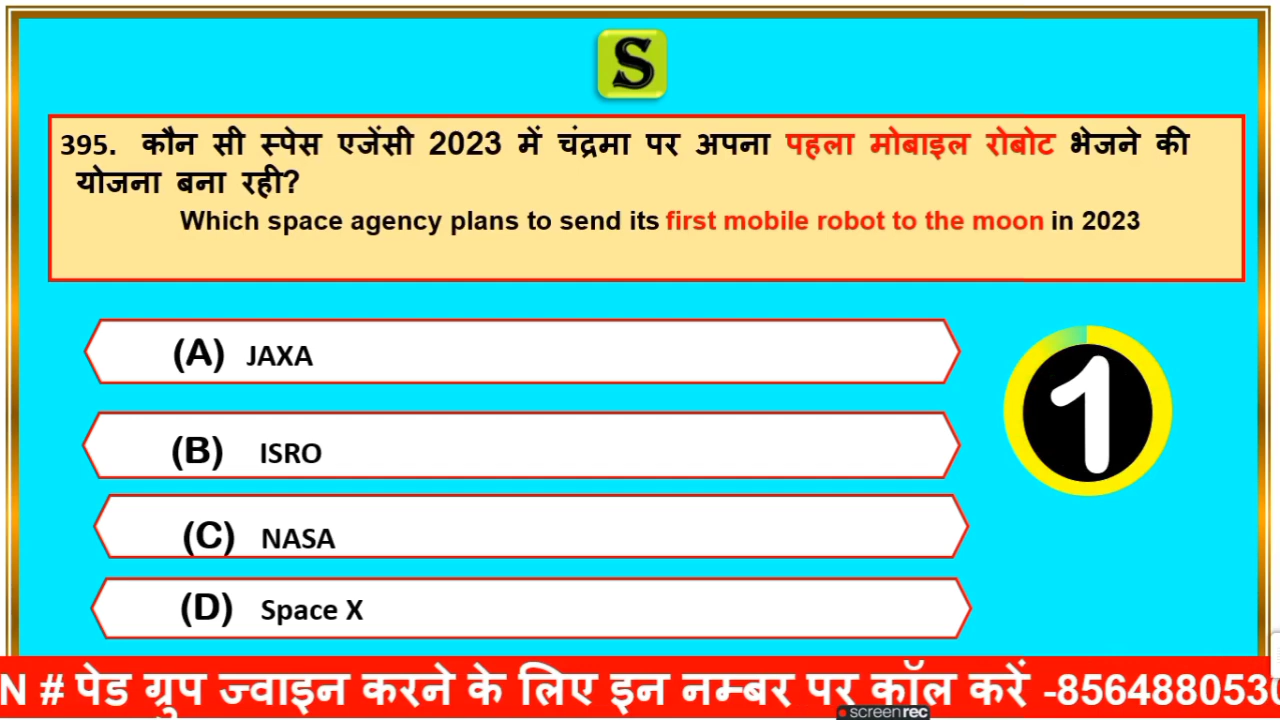 S
395. कौन सी स्पेस एजेंसी 2023 में चंद्रमा पर अपना पहला मोबाइल रोबोट भेजने की
योजना बना रही?
Which space agency plans to send its first mobile robot to the moon in 2023
(A) JAXA
1
(B) ISRO
(C) NASA
(D) Space X
N # पेड ग्रुप ज्वाइन करने के लिए इन नम्बर पर कॉल करें -856488053
screenrec